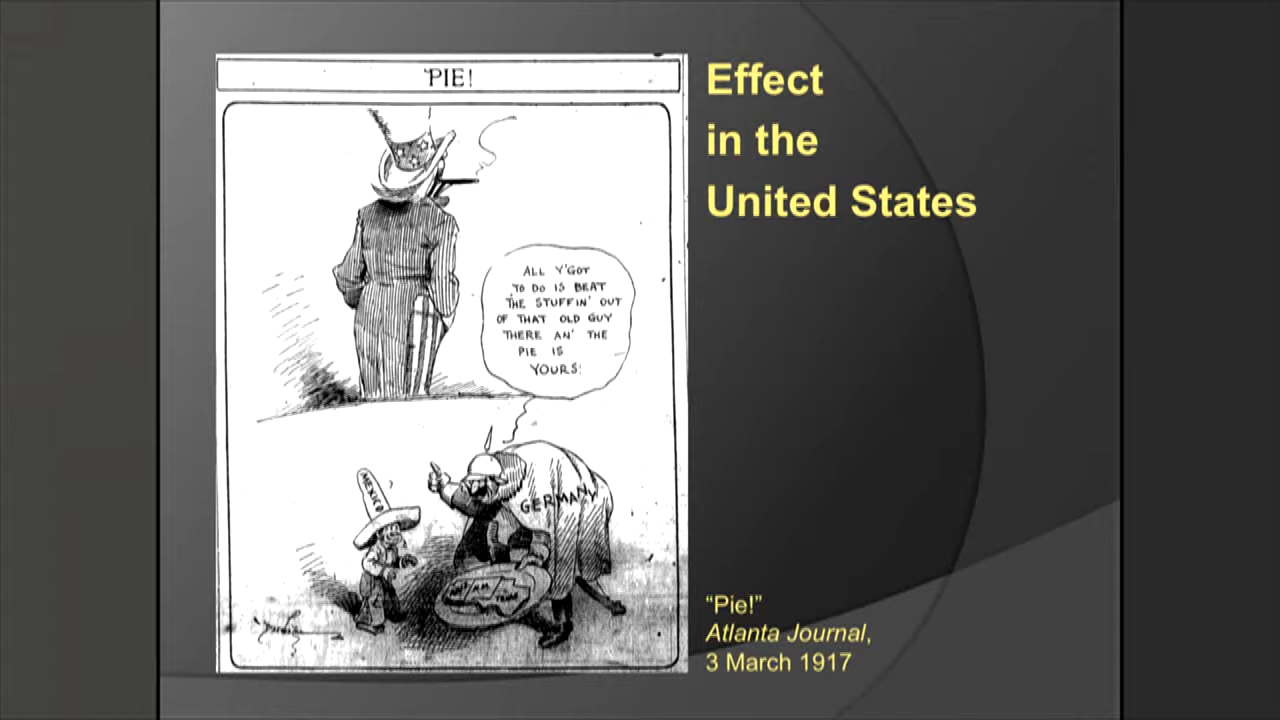 'PIE!
ALL Y'GOT
TO DO IS BEAT
THE STUFFIN' OUT
OF THAT OLD GUY
THERE AN' THE
PIE IS
YOURS!
MEXICO
GERMANY
Effect
in the
United States
“Pie!”
Atlanta Journal,
3 March 1917